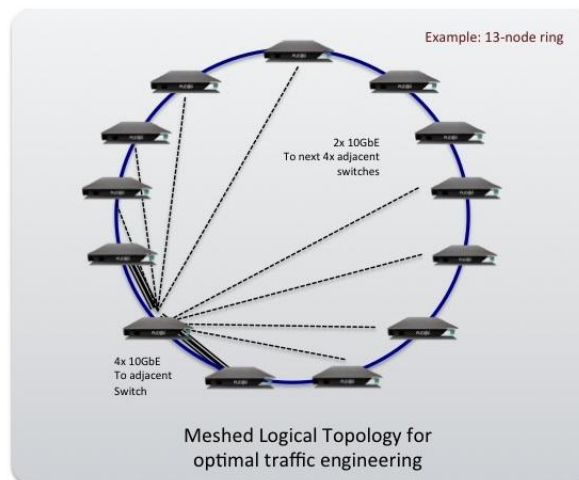 Example: 13-node ring
2x 10GbE
To next 4x adjacent
switches
4x 10GbE
To adjacent
Switch
Meshed Logical Topology for
optimal traffic engineering